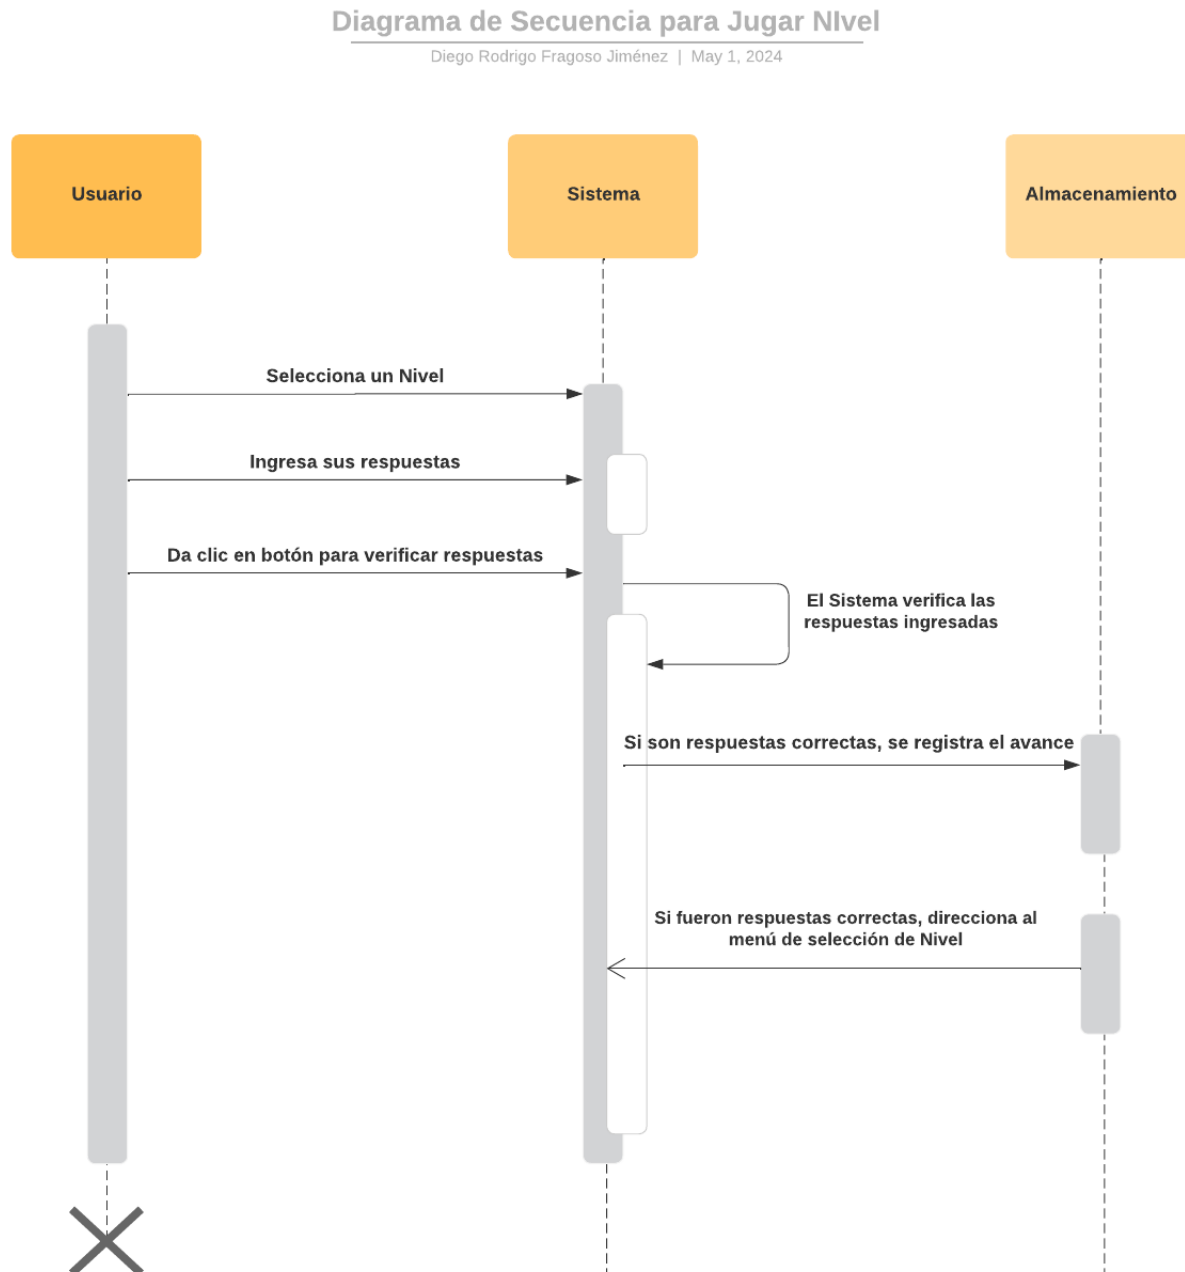 Diagrama de Secuencia para Jugar NIvel
Diego Rodrigo Fragoso Jiménez | May 1, 2024
Usuario
Sistema
Almacenamiento
Selecciona un Nivel
Ingresa sus respuestas
Da clic en botón para verificar respuestas
El Sistema verifica las
respuestas ingresadas
Si son respuestas correctas, se registra el avance
Si fueron respuestas correctas, direcciona al
menú de selección de Nivel